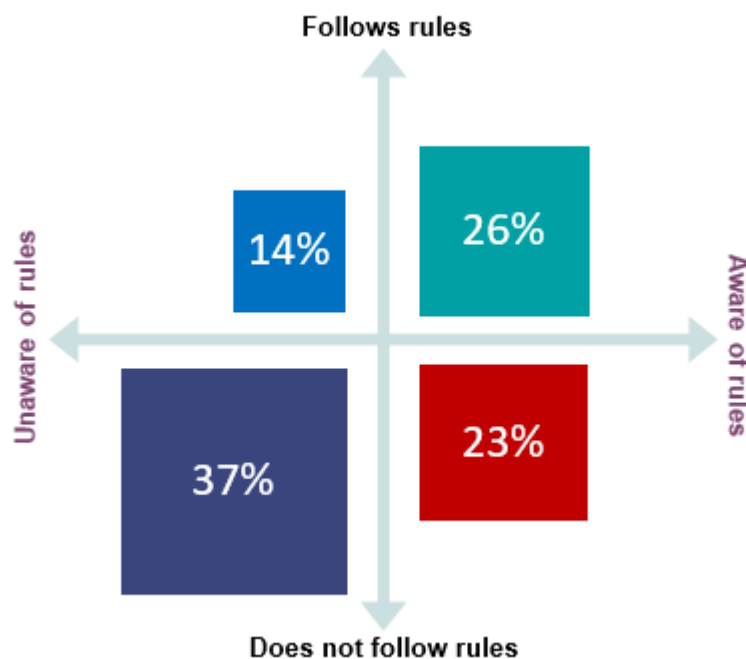 Follows rules
14%
26%
Unaware of rules
Aware of rules
37%
23%
Does not follow rules